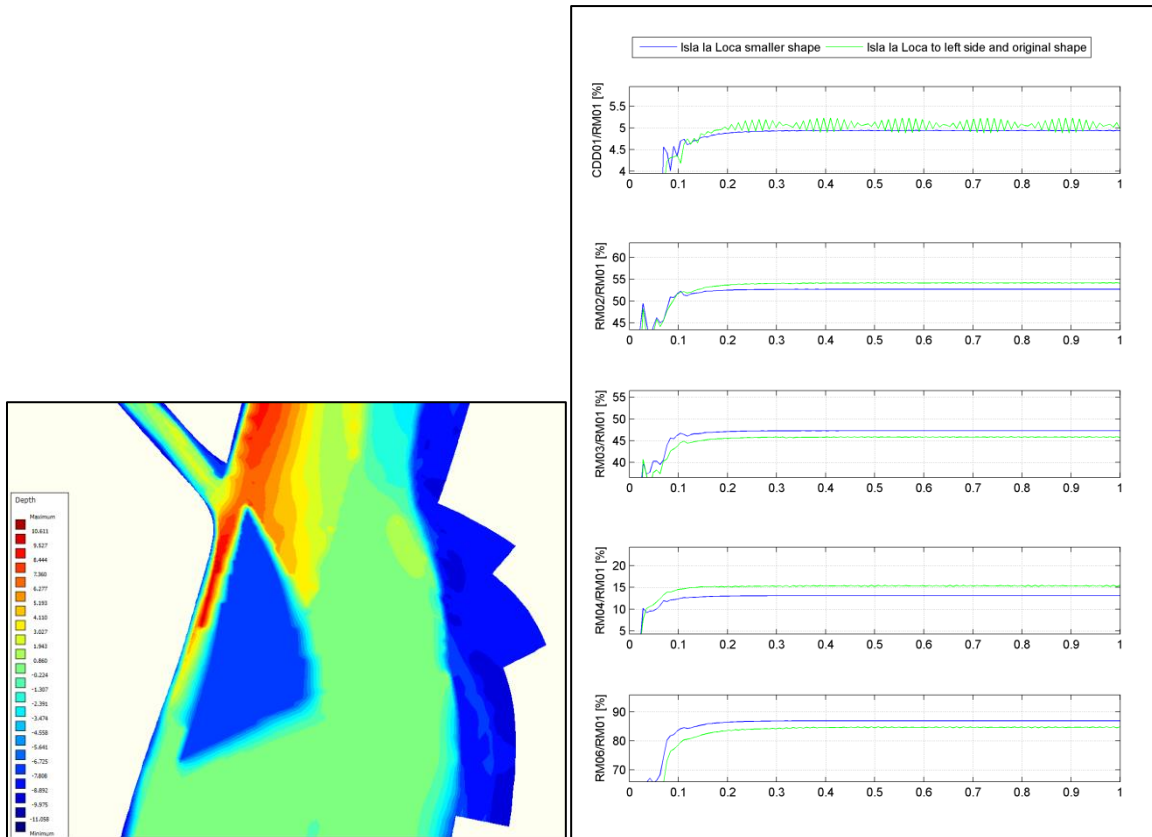 Isla la Loca smaller shape Isla la Loca to left side and original shape
CDD01/RM01 [%]
5.5
5
4.5
4
0 0.1 0.2 0.3 0.4 0.5 0.6 0.7 0.8 0.9 1
RM02/RM01 [%]
60
55
50
45
0 0.1 0.2 0.3 0.4 0.5 0.6 0.7 0.8 0.9 1
RM03/RM01 [%]
55
50
45
40
0 0.1 0.2 0.3 0.4 0.5 0.6 0.7 0.8 0.9 1
RM04/RM01 [%]
20
15
10
5
0 0.1 0.2 0.3 0.4 0.5 0.6 0.7 0.8 0.9 1
RM06/RM01 [%]
90
80
70
0 0.1 0.2 0.3 0.4 0.5 0.6 0.7 0.8 0.9 1
Depth
Maximum
10.611
9.527
8.444
7.360
6.277
5.193
4.110
3.027
1.943
0.860
-0.224
-1.307
-2.391
-3.474
-4.558
-5.641
-6.725
-7.808
-8.892
-9.975
-11.058
Minimum